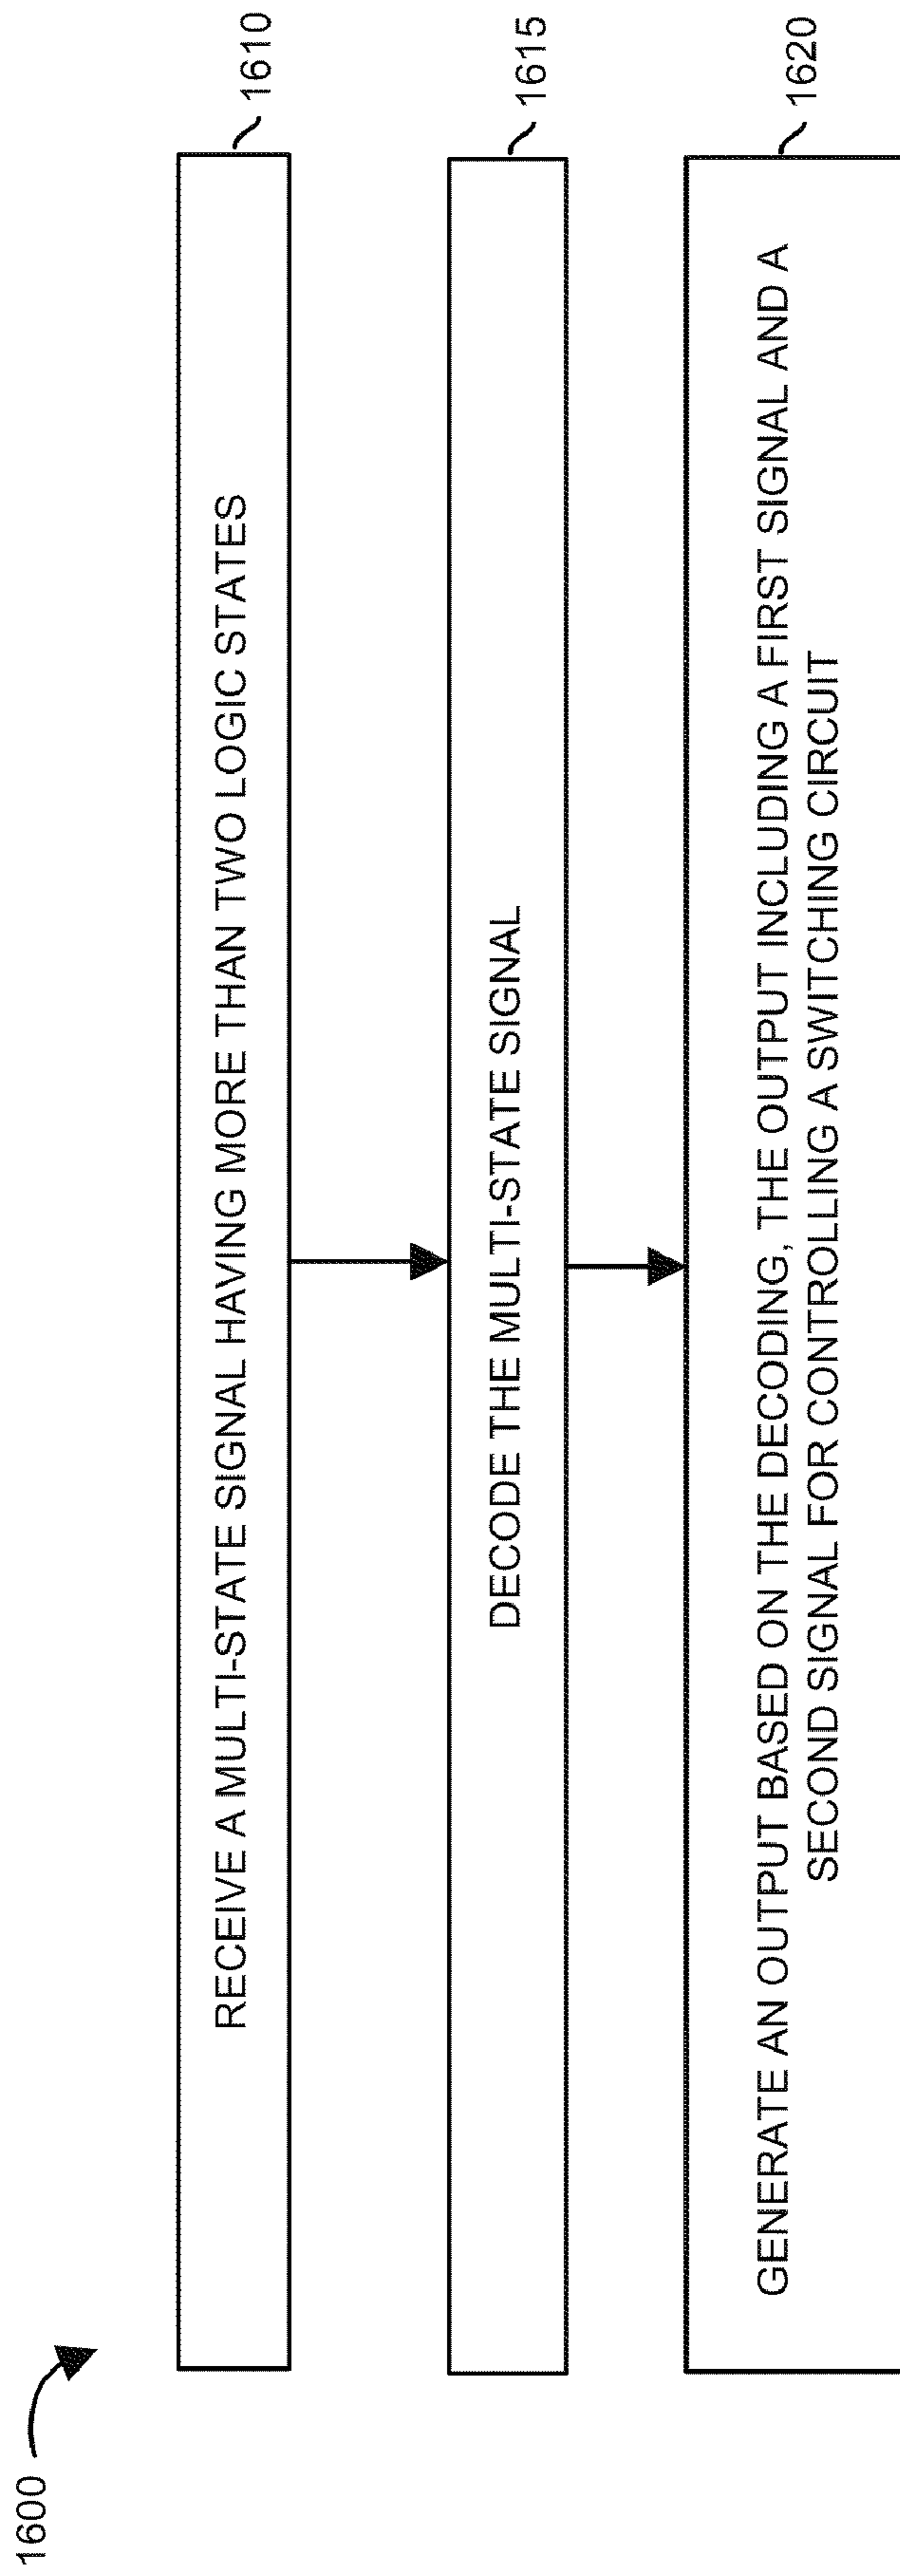 1600
RECEIVE A MULTI-STATE SIGNAL HAVING MORE THAN TWO LOGIC STATES
1610
DECODE THE MULTI-STATE SIGNAL
1615
GENERATE AN OUTPUT BASED ON THE DECODING, THE OUTPUT INCLUDING A FIRST SIGNAL AND A
SECOND SIGNAL FOR CONTROLLING A SWITCHING CIRCUIT
1620